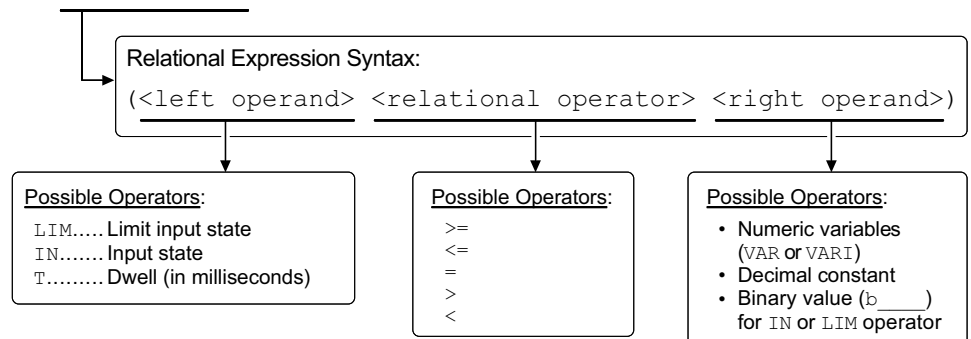 Relational Expression Syntax:
(<left operand> <relational operator> <right operand>)
Possible Operators:
LIM..... Limit input state
IN....... Input state
T......... Dwell (in milliseconds)
Possible Operators:
>=
<=
=
>
<
Possible Operators:
• Numeric variables
(VAR or VARI)
• Decimal constant
• Binary value (b____)
for IN or LIM operator